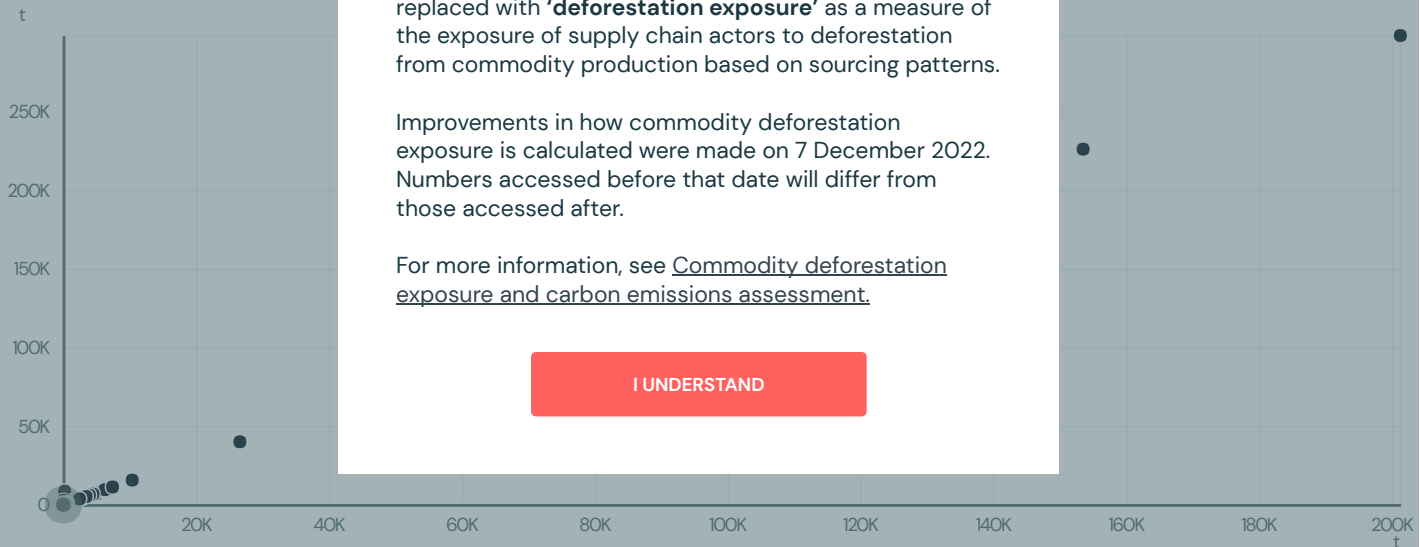 t
replaced with ‘deforestation exposure’ as a measure of
the exposure of supply chain actors to deforestation
from commodity production based on sourcing patterns.
Improvements in how commodity deforestation
exposure is calculated were made on 7 December 2022.
Numbers accessed before that date will differ from
those accessed after.
For more information, see Commodity deforestation
exposure and carbon emissions assessment.
I UNDERSTAND
250K
200K
150K
100K
50K
0
20K
40K
60K
80K
100K
120K
140K
160K
180K
200K
t